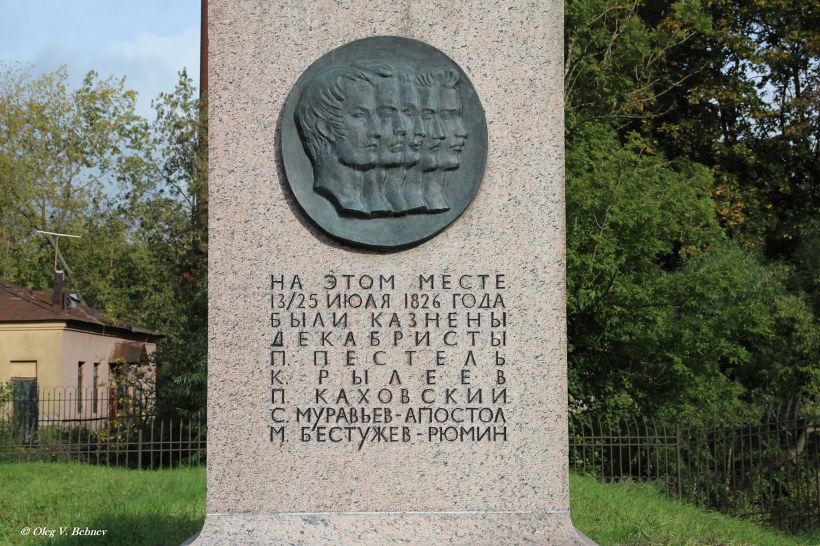 НА ЭТОМ МЕСТЕ
13/25 ИЮЛЯ 1826 ГОДА
БЫЛИ КАЗНЕНЫ
ДЕКАБРИСТЫ
П. ПЕСТЕЛЬ
К. РЫЛЕЕВ
П. КАХОВСКИЙ
С. МУРАВЬЕВ-АПОСТОЛ
М. БЕСТУЖЕВ-РЮМИН
© Oleg V. Bebnev